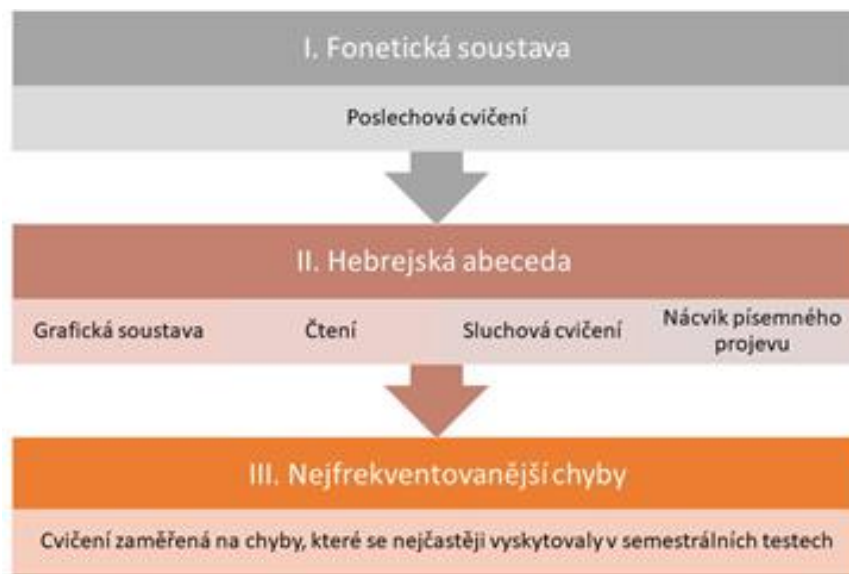 I. Fonetická soustava
Poslechová cvičení
II. Hebrejská abeceda
Grafická soustava
Čtení
Sluchová cvičení
Nácvik písemného
projevu
III. Nejfrekventovanější chyby
Cvičení zaměřená na chyby, které se nejčastěji vyskytovaly v semestrálních testech